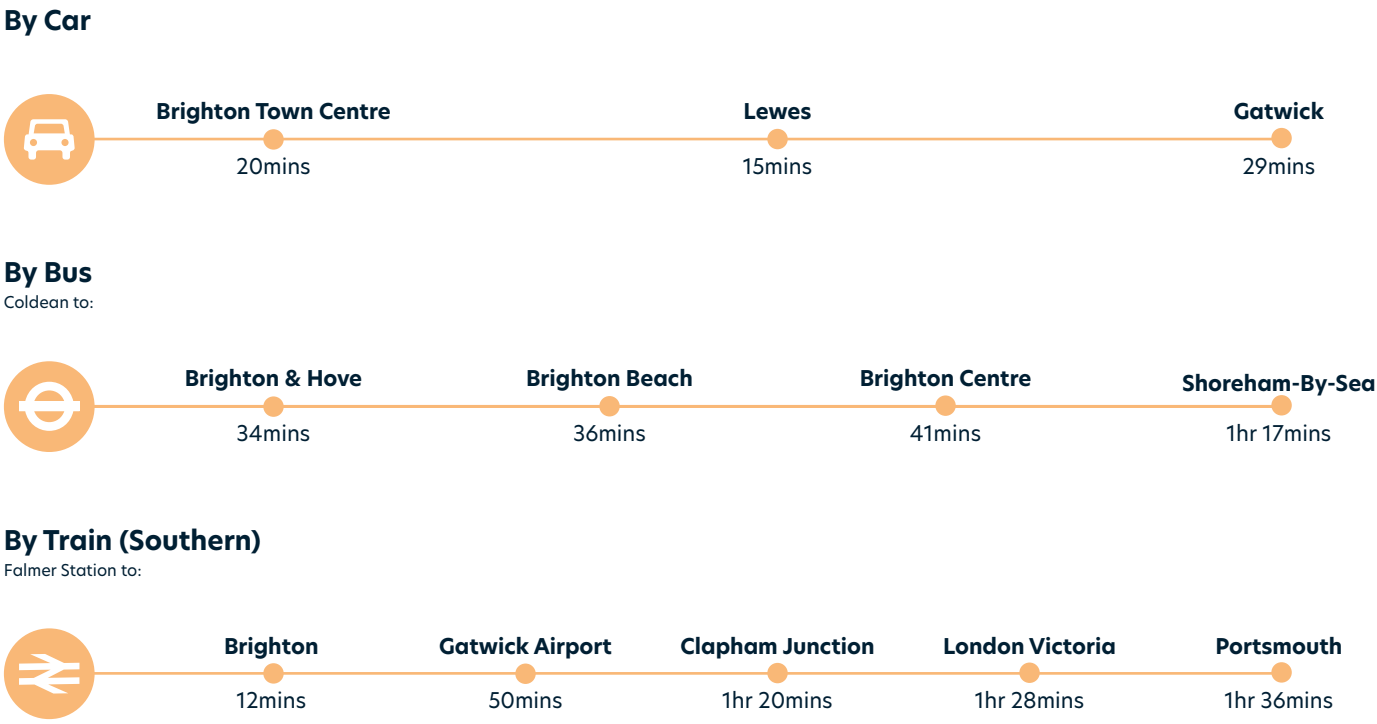 By Car
Brighton Town Centre Lewes Gatwick
20mins 15mins 29mins
By Bus
Coldean to:
Brighton & Hove Brighton Beach Brighton Centre Shoreham-By-Sea
34mins 36mins 41mins 1hr 17mins
By Train (Southern)
Falmer Station to:
Brighton Gatwick Airport Clapham Junction London Victoria Portsmouth
12mins 50mins 1hr 20mins 1hr 28mins 1hr 36mins